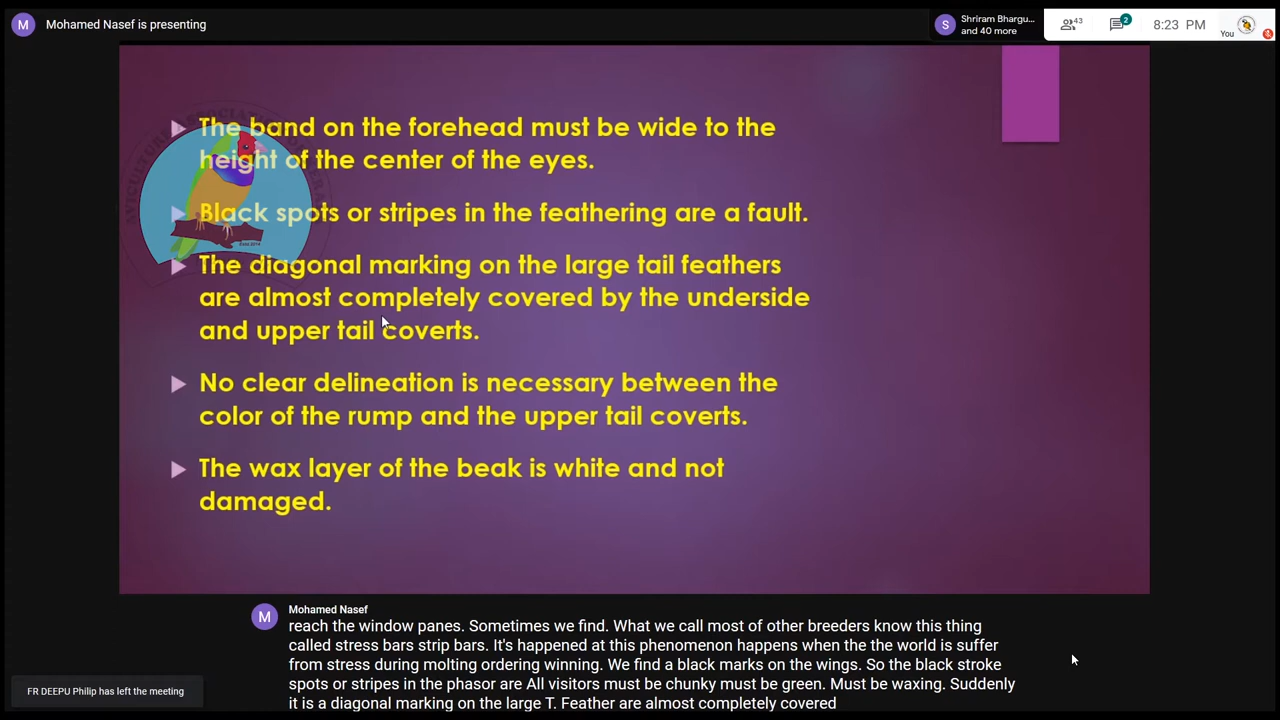 M Mohamed Nasef is presenting
S Shriram Bhargu... and 40 more
43
2
8:23 PM
You
The band on the forehead must be wide to the
height of the center of the eyes.
Black spots or stripes in the feathering are a fault.
The diagonal marking on the large tail feathers
are almost completely covered by the underside
and upper tail coverts.
No clear delineation is necessary between the
color of the rump and the upper tail coverts.
The wax layer of the beak is white and not
damaged.
M Mohamed Nasef
reach the window panes. Sometimes we find. What we call most of other breeders know this thing
called stress bars strip bars. It's happened at this phenomenon happens when the the world is suffer
from stress during molting ordering winning. We find a black marks on the wings. So the black stroke
spots or stripes in the phasor are All visitors must be chunky must be green. Must be waxing. Suddenly
it is a diagonal marking on the large T. Feather are almost completely covered
FR DEEPU Philip has left the meeting